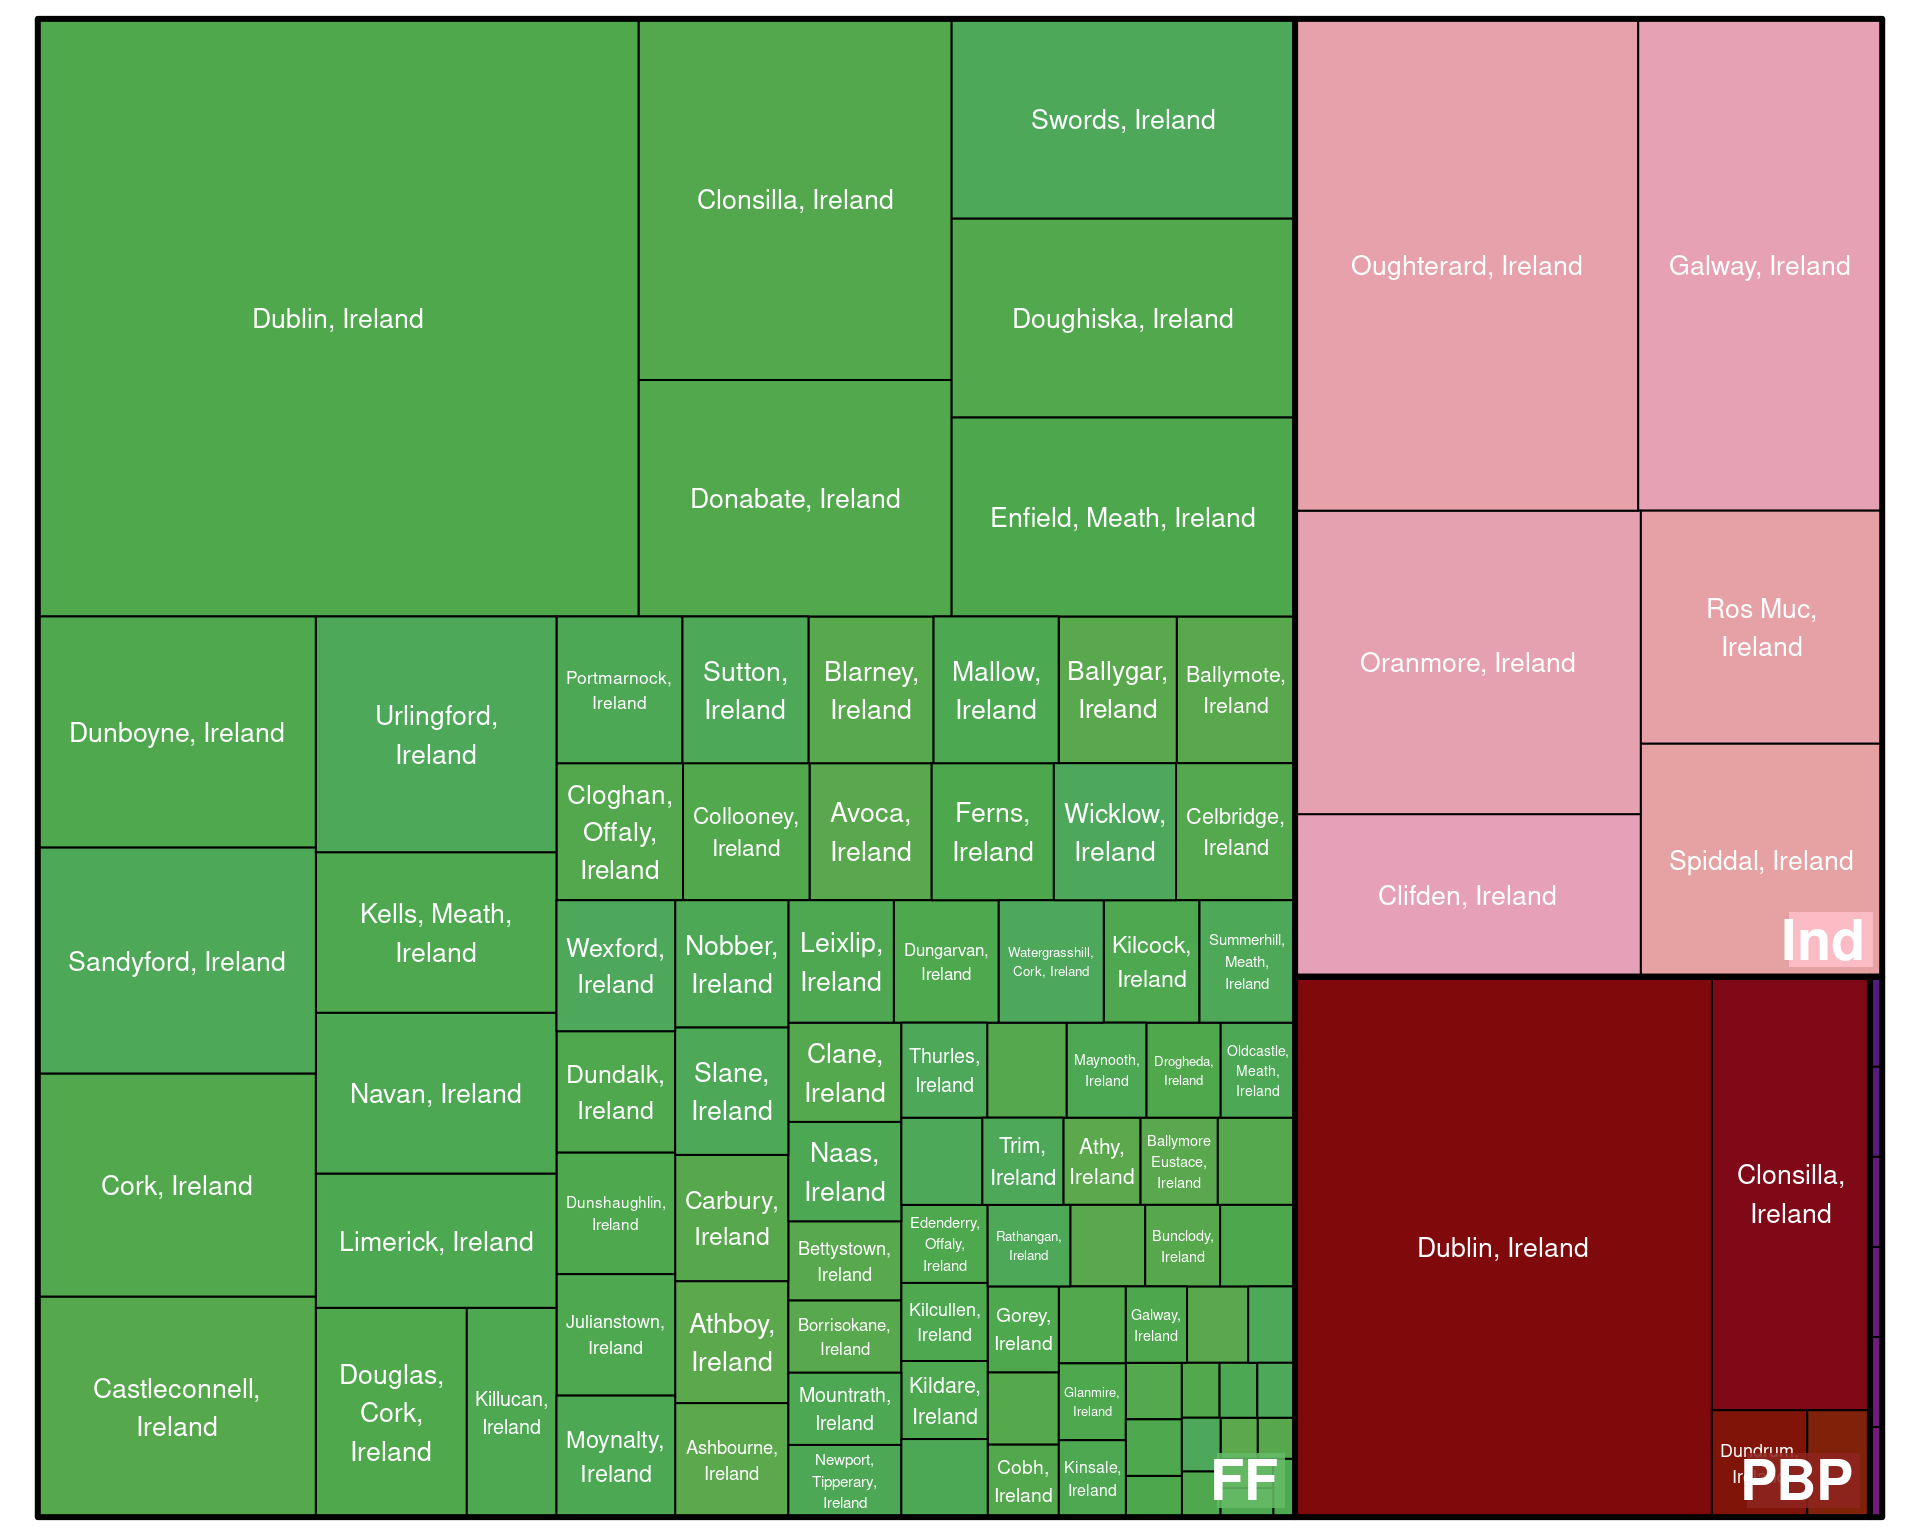 Dublin, Ireland
Clonsilla, Ireland
Donabate, Ireland
Swords, Ireland
Doughiska, Ireland
Enfield, Meath, Ireland
Dunboyne, Ireland
Sandyford, Ireland
Cork, Ireland
Castleconnell,
Ireland
Urlingford,
Ireland
Kells, Meath,
Ireland
Navan, Ireland
Limerick, Ireland
Douglas,
Cork,
Ireland
Killucan,
Ireland
Portmarnock,
Ireland
Sutton,
Ireland
Blarney,
Ireland
Mallow,
Ireland
Ballygar,
Ireland
Ballymote,
Ireland
Cloghan,
Offaly,
Ireland
Collooney,
Ireland
Avoca,
Ireland
Ferns,
Ireland
Wicklow,
Ireland
Celbridge,
Ireland
Wexford,
Ireland
Dundalk,
Ireland
Dunshaughlin,
Ireland
Julianstown,
Ireland
Moynalty,
Ireland
Nobber,
Ireland
Slane,
Ireland
Carbury,
Ireland
Athboy,
Ireland
Ashbourne,
Ireland
Leixlip,
Ireland
Dungarvan,
Ireland
Watergrasshill,
Cork, Ireland
Kilcock,
Ireland
Summerhill,
Meath,
Ireland
Clane,
Ireland
Naas,
Ireland
Bettystown,
Ireland
Borrisokane,
Ireland
Mountrath,
Ireland
Newport,
Tipperary,
Ireland
Thurles,
Ireland
Maynooth,
Ireland
Drogheda,
Ireland
Oldcastle,
Meath,
Ireland
Trim,
Ireland
Athy,
Ireland
Ballymore
Eustace,
Ireland
Edenderry,
Offaly,
Ireland
Rathangan,
Ireland
Bunclody,
Ireland
Kilcullen,
Ireland
Kildare,
Ireland
Gorey,
Ireland
Galway,
Ireland
Glanmire,
Ireland
Cobh,
Ireland
Kinsale,
Ireland
FF
Oughterard, Ireland
Galway, Ireland
Oranmore, Ireland
Clifden, Ireland
Ros Muc,
Ireland
Spiddal, Ireland
Ind
Dublin, Ireland
Clonsilla,
Ireland
Dundrum,
PBP